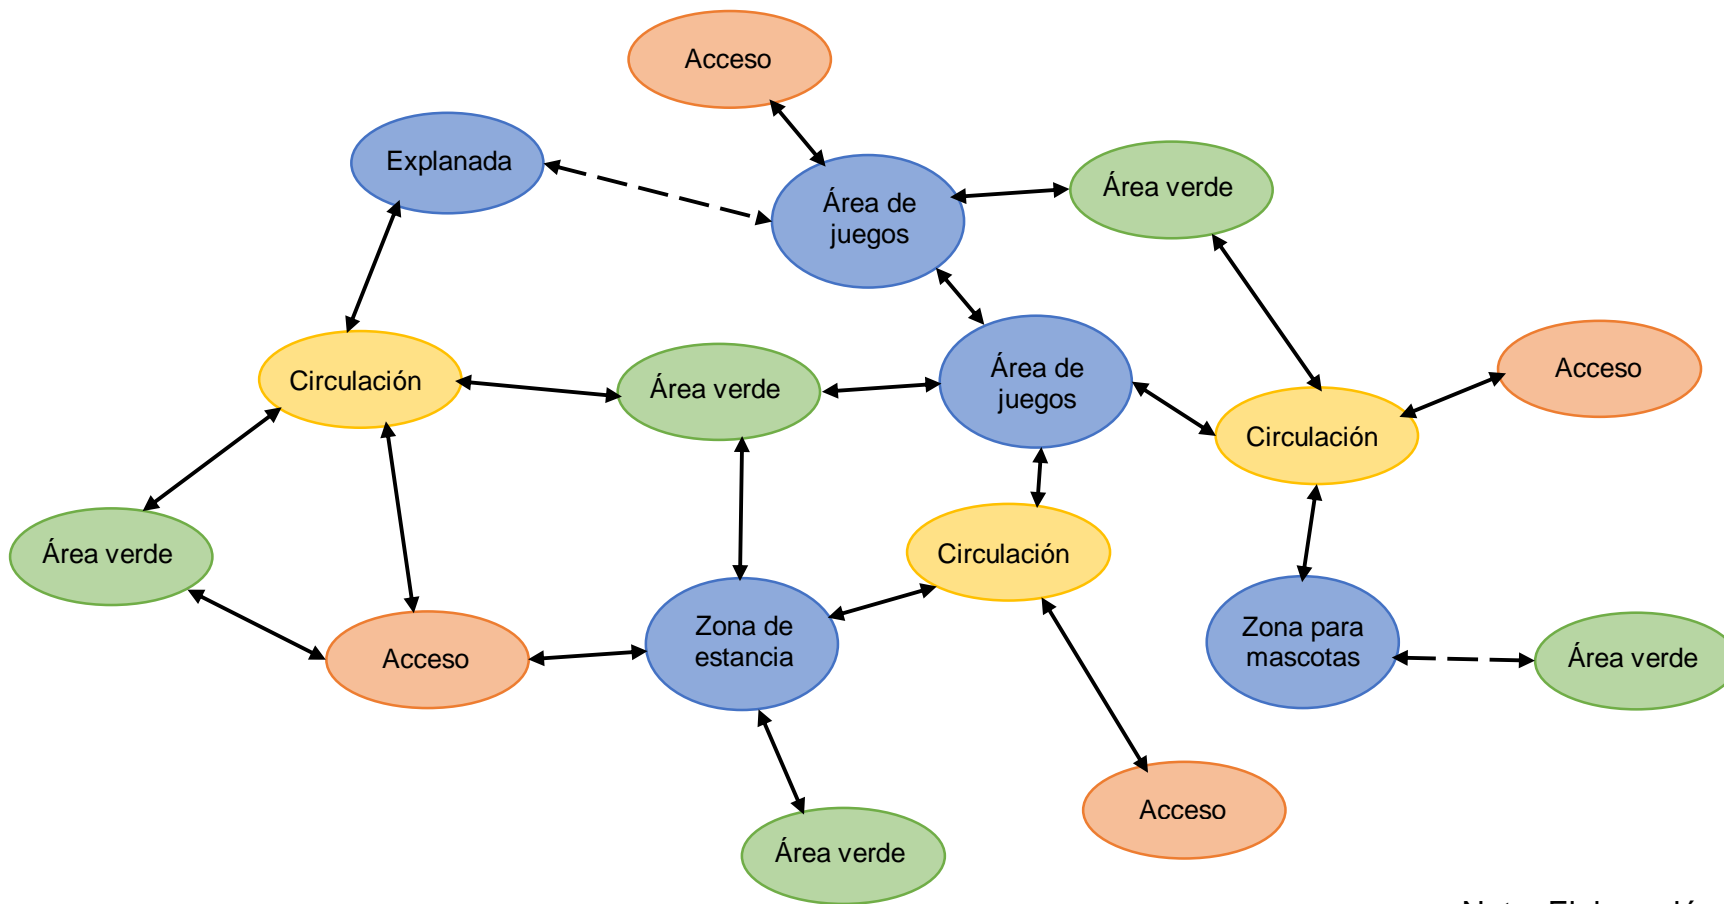 Acceso
Explanada
Área verde
Área de
juegos
Área de
juegos
Acceso
Circulación
Área verde
Circulación
Área verde
Circulación
Zona de
estancia
Zona para
mascotas
Acceso
Área verde
Acceso
Área verde